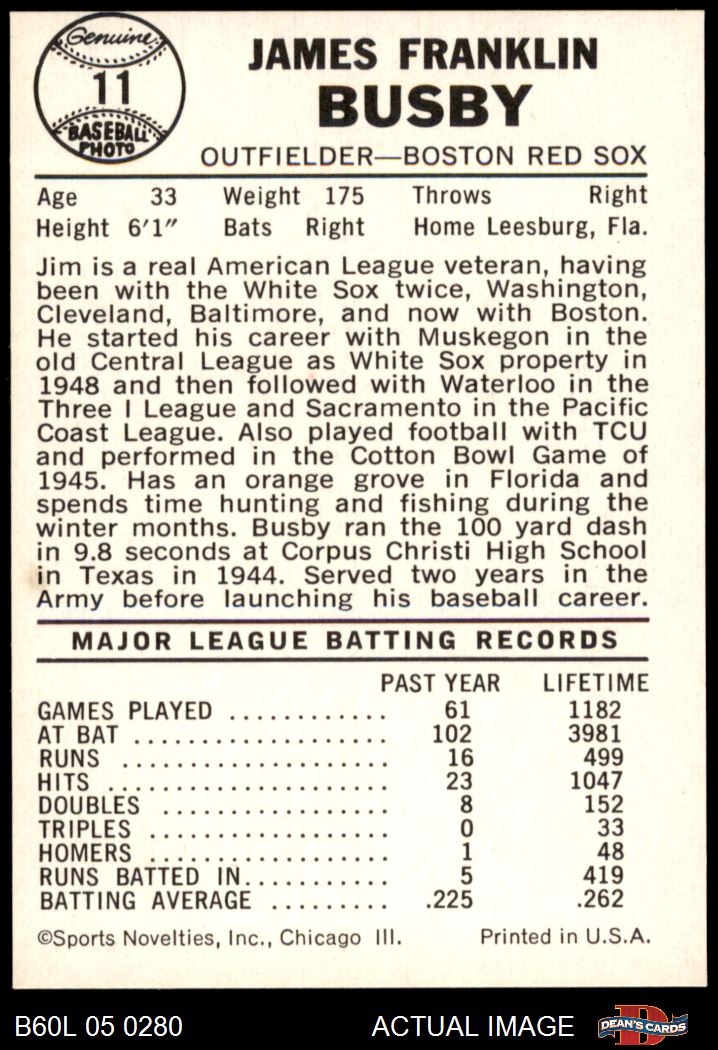 Genuine
11
BASEBALL
PHOTO
JAMES FRANKLIN
BUSBY
OUTFIELDER—BOSTON RED SOX
Age 33 Weight 175 Throws Right
Height 6'1" Bats Right Home Leesburg, Fla.
Jim is a real American League veteran, having
been with the White Sox twice, Washington,
Cleveland, Baltimore, and now with Boston.
He started his career with Muskegon in the
old Central League as White Sox property in
1948 and then followed with Waterloo in the
Three I League and Sacramento in the Pacific
Coast League. Also played football with TCU
and performed in the Cotton Bowl Game of
1945. Has an orange grove in Florida and
spends time hunting and fishing during the
winter months. Busby ran the 100 yard dash
in 9.8 seconds at Corpus Christi High School
in Texas in 1944. Served two years in the
Army before launching his baseball career.
MAJOR LEAGUE BATTING RECORDS
PAST YEAR LIFETIME
GAMES PLAYED ............. 61 1182
AT BAT ..................... 102 3981
RUNS ...................... 16 499
HITS ....................... 23 1047
DOUBLES .................. 8 152
TRIPLES ................... 0 33
HOMERS ................... 1 48
RUNS BATTED IN........... 5 419
BATTING AVERAGE ......... .225 .262
©Sports Novelties, Inc., Chicago Ill. Printed in U.S.A.
B60L 05 0280 ACTUAL IMAGE DEAN'S CARDS